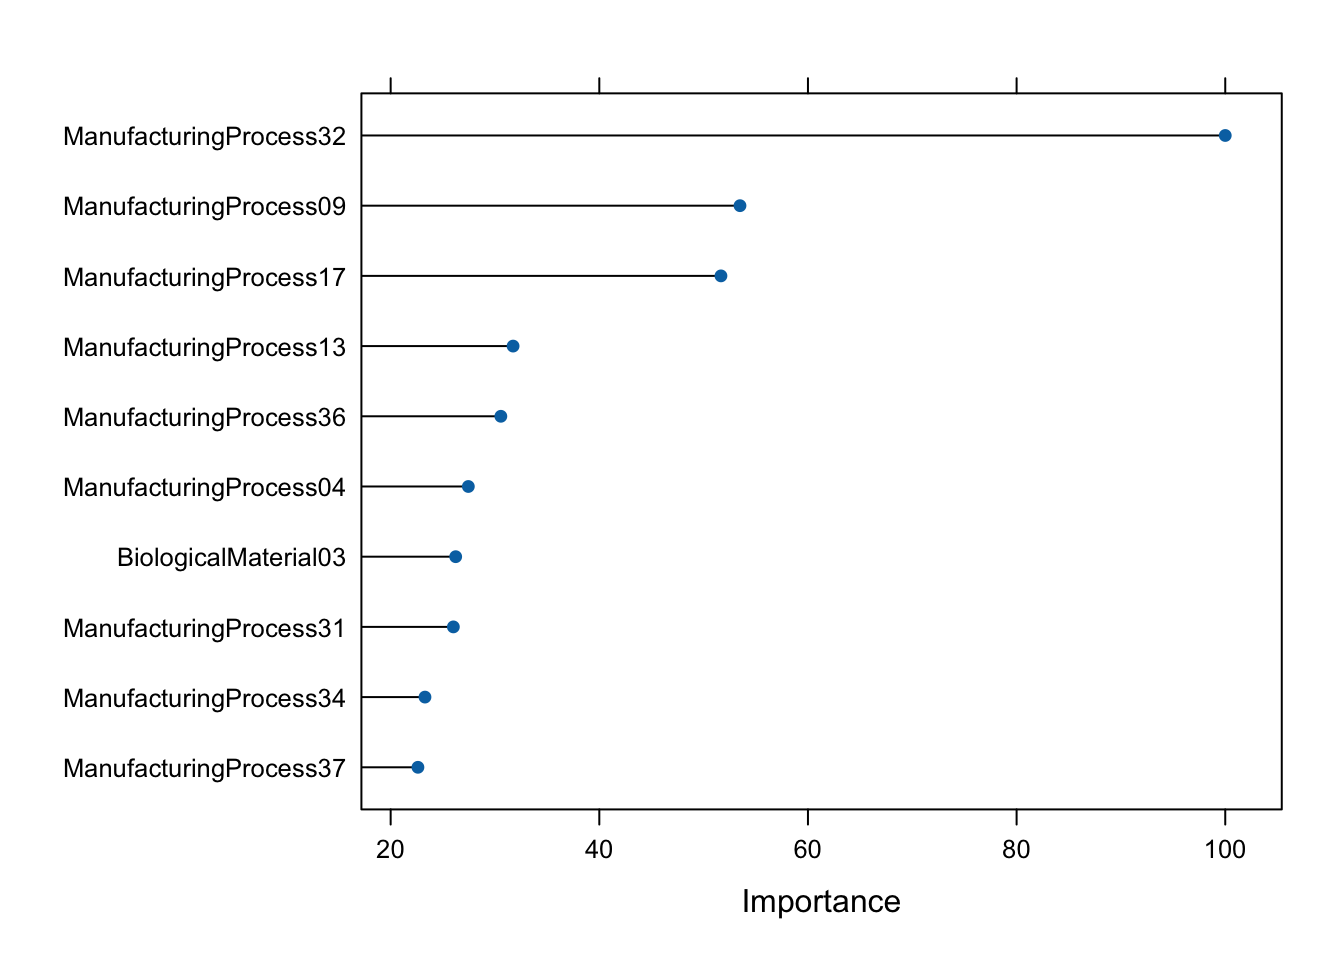 ManufacturingProcess32
ManufacturingProcess09
ManufacturingProcess17
ManufacturingProcess13
ManufacturingProcess36
ManufacturingProcess04
BiologicalMaterial03
ManufacturingProcess31
ManufacturingProcess34
ManufacturingProcess37
20 40 60 80 100
Importance